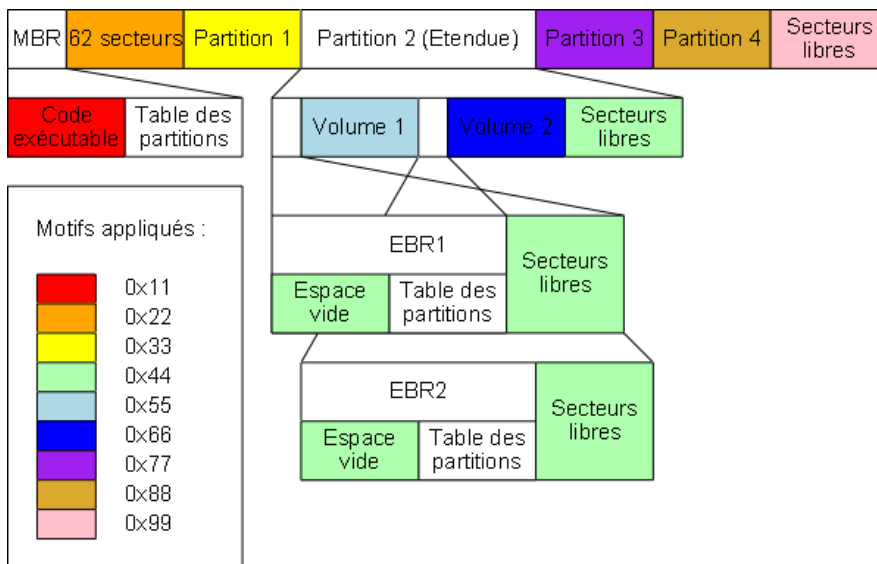 MBR
62 secteurs
Partition 1
Partition 2 (Etendue)
Partition 3
Partition 4
Secteurs
libres
Code
exécutable
Table des
partitions
Volume 1
Volume 2
Secteurs
libres
Motifs appliqués :
0x11
0x22
0x33
0x44
0x55
0x66
0x77
0x88
0x99
EBR1
Secteurs
libres
Espace
vide
Table des
partitions
EBR2
Secteurs
libres
Espace
vide
Table des
partitions